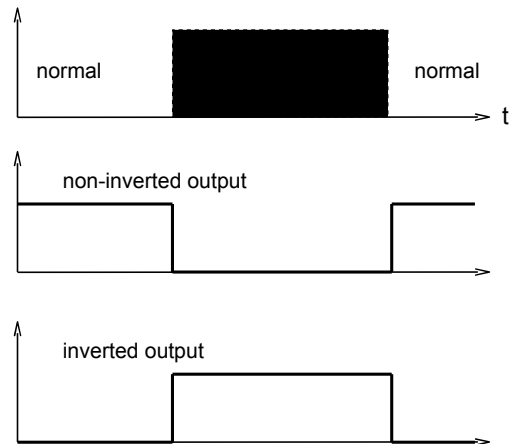 normal
normal
t
non-inverted output
inverted output